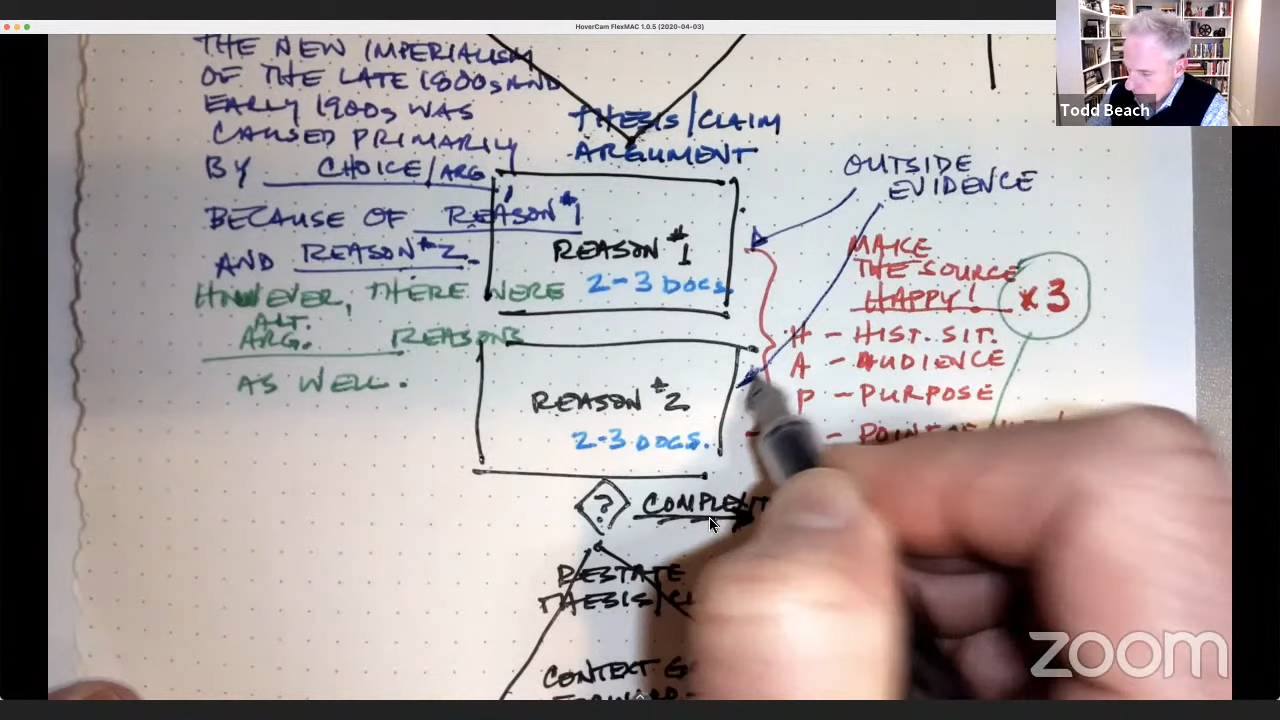 HoverCam FlexMAC 1.0.5 (2020-04-03)
Todd Beach
THE NEW IMPERIALISM
OF THE LATE 1800s AND
EARLY 1900s WAS
CAUSED PRIMARILY
BY CHOICE/ARG
BECAUSE OF REASON #1
AND REASON #2.
HOWEVER, THERE WERE
ALT.
ARG. REASONS
AS WELL.
THESIS/CLAIM
ARGUMENT
REASON #1
2-3 DOCS.
REASON #2
2-3 DOCS.
? 
RESTATE
CONTEXT
OUTSIDE
EVIDENCE
MAKE
THE SOURCE
HAPPY! x3
H - HIST. SIT.
A - AUDIENCE
P - PURPOSE
zoom